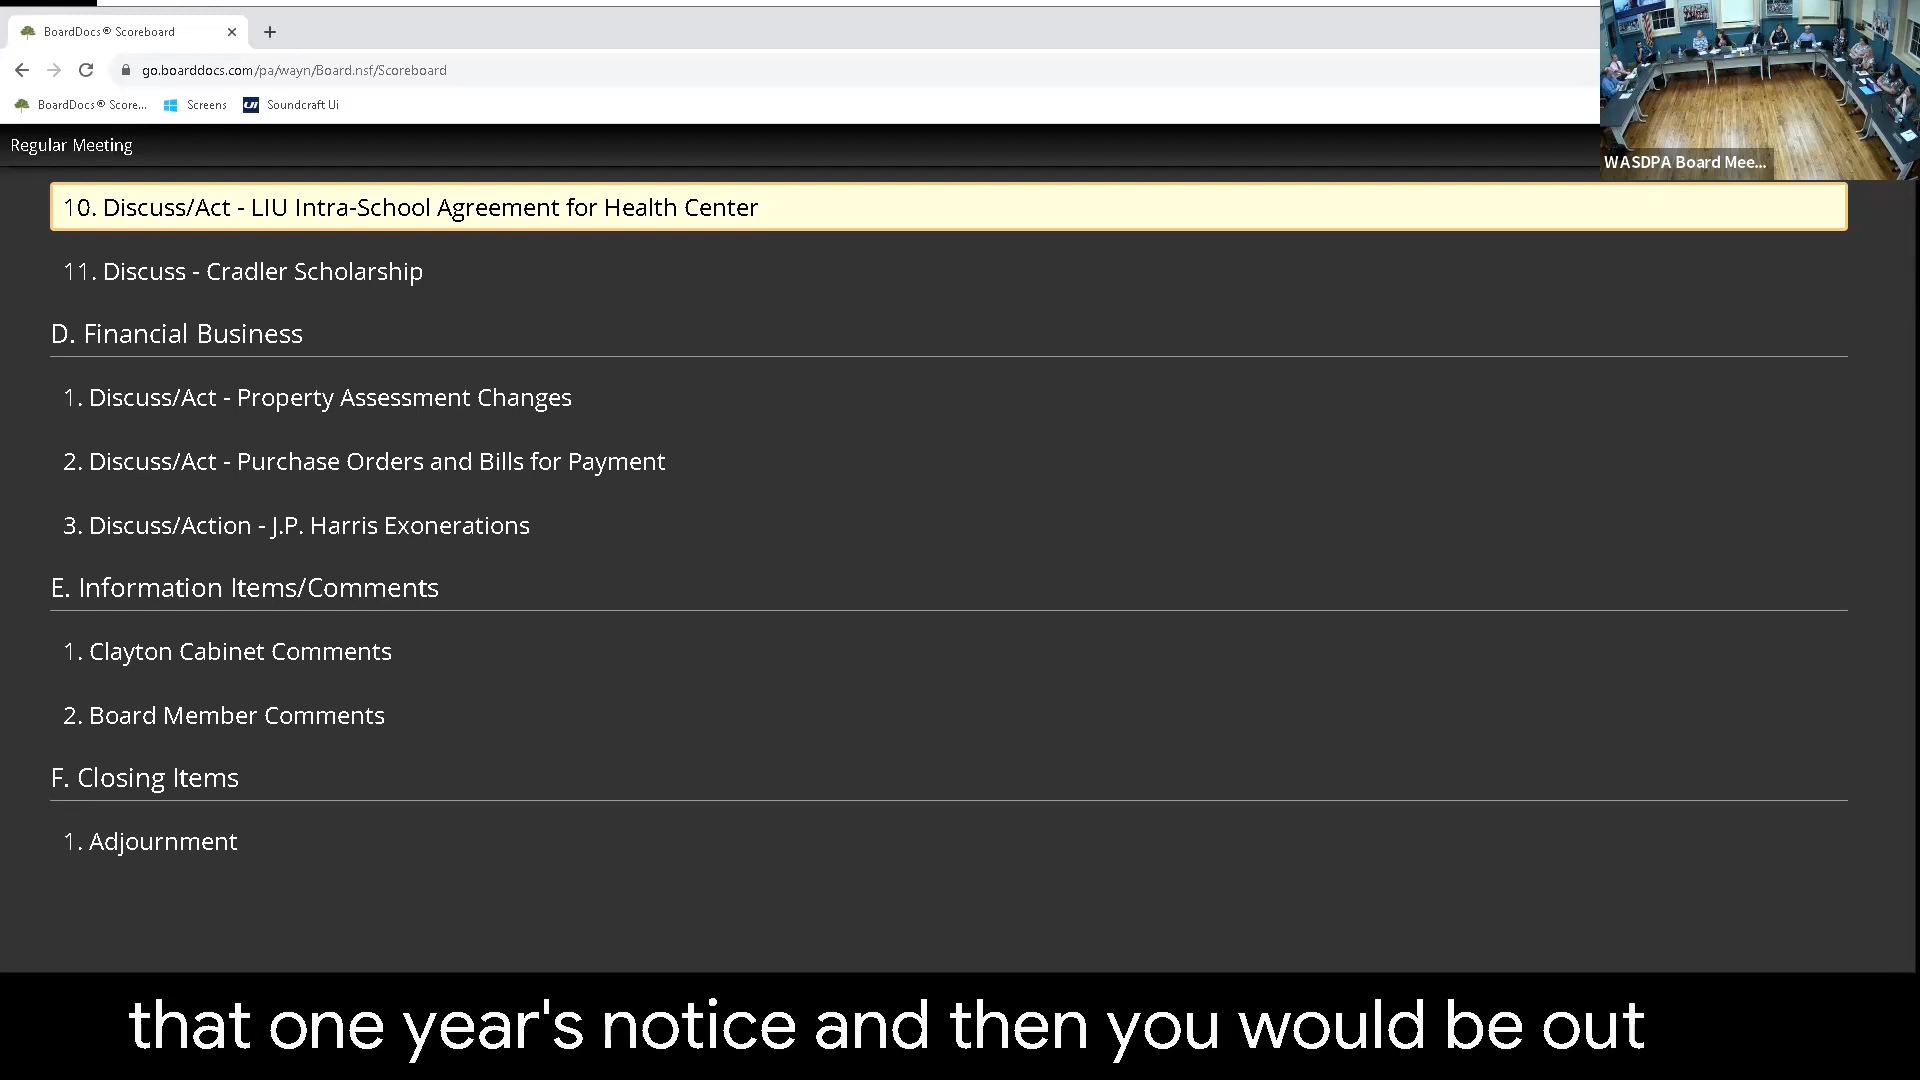 BoardDocs® Scoreboard
go.boarddocs.com/pa/wayn/Board.nsf/Scoreboard
BoardDocs® Score... Screens Soundcraft Ui
Regular Meeting
WASDPA Board Mee...
10. Discuss/Act - LIU Intra-School Agreement for Health Center
11. Discuss - Cradler Scholarship
D. Financial Business
1. Discuss/Act - Property Assessment Changes
2. Discuss/Act - Purchase Orders and Bills for Payment
3. Discuss/Action - J.P. Harris Exonerations
E. Information Items/Comments
1. Clayton Cabinet Comments
2. Board Member Comments
F. Closing Items
1. Adjournment
that one year's notice and then you would be out